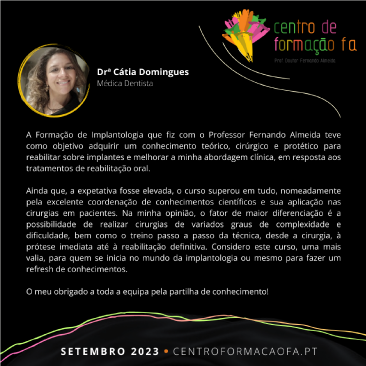 centro de
formação fa
Prof. Doutor Fernando Almeida
Drª Cátia Domingues
Médica Dentista
A Formação de Implantologia que fiz com o Professor Fernando Almeida teve
como objetivo adquirir um conhecimento teórico, cirúrgico e protético para
reabilitar sobre implantes e melhorar a minha abordagem clínica, em resposta aos
tratamentos de reabilitação oral.
Ainda que, a expetativa fosse elevada, o curso superou em tudo, nomeadamente
pela excelente coordenação de conhecimentos científicos e sua aplicação nas
cirurgias em pacientes. Na minha opinião, o fator de maior diferenciação é a
possibilidade de realizar cirurgias de variados graus de complexidade e
dificuldade, bem como o treino passo a passo da técnica, desde a cirurgia, à
prótese imediata até à reabilitação definitiva. Considero este curso, uma mais
valia, para quem se inicia no mundo da implantologia ou mesmo para fazer um
refresh de conhecimentos.
O meu obrigado a toda a equipa pela partilha de conhecimento!
SETEMBRO 2023 • CENTROFORMACAOFA.PT